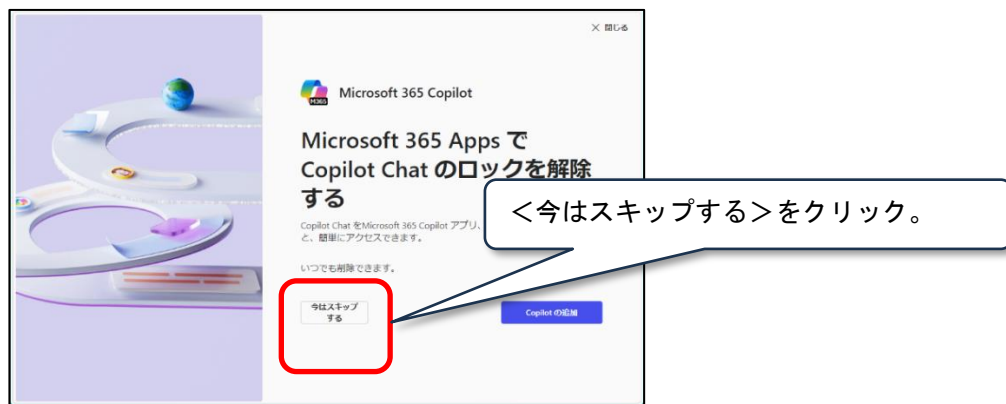 × 閉じる
M365
Microsoft 365 Copilot
Microsoft 365 Apps で
Copilot Chat のロックを解除
する
Copilot Chat をMicrosoft 365 Copilot アプリ、
と、簡単にアクセスできます。
いつでも削除できます。
<今はスキップする>をクリック。
今はスキップ
する
Copilot の追加